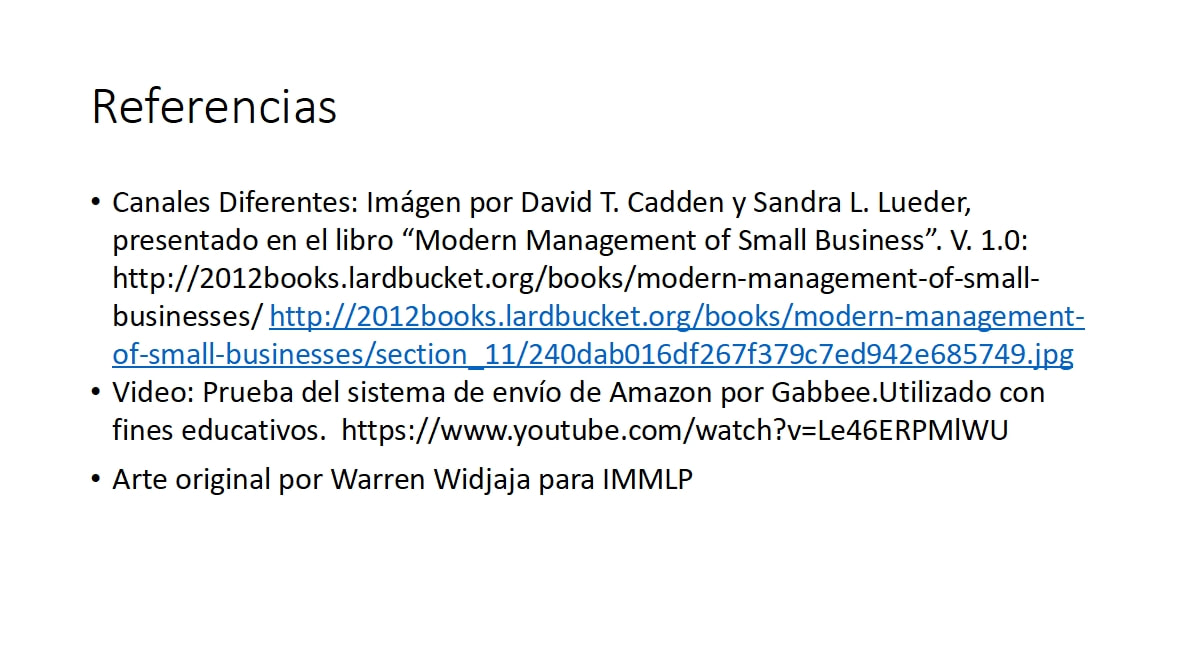 Referencias
• Canales Diferentes: Imágen por David T. Cadden y Sandra L. Lueder,
presentado en el libro “Modern Management of Small Business”. V. 1.0:
http://2012books.lardbucket.org/books/modern-management-of-small-
businesses/ http://2012books.lardbucket.org/books/modern-management-
of-small-businesses/section_11/240dab016df267f379c7ed942e685749.jpg
• Video: Prueba del sistema de envío de Amazon por Gabbee.Utilizado con
fines educativos.  https://www.youtube.com/watch?v=Le46ERPMlWU
• Arte original por Warren Widjaja para IMMLP